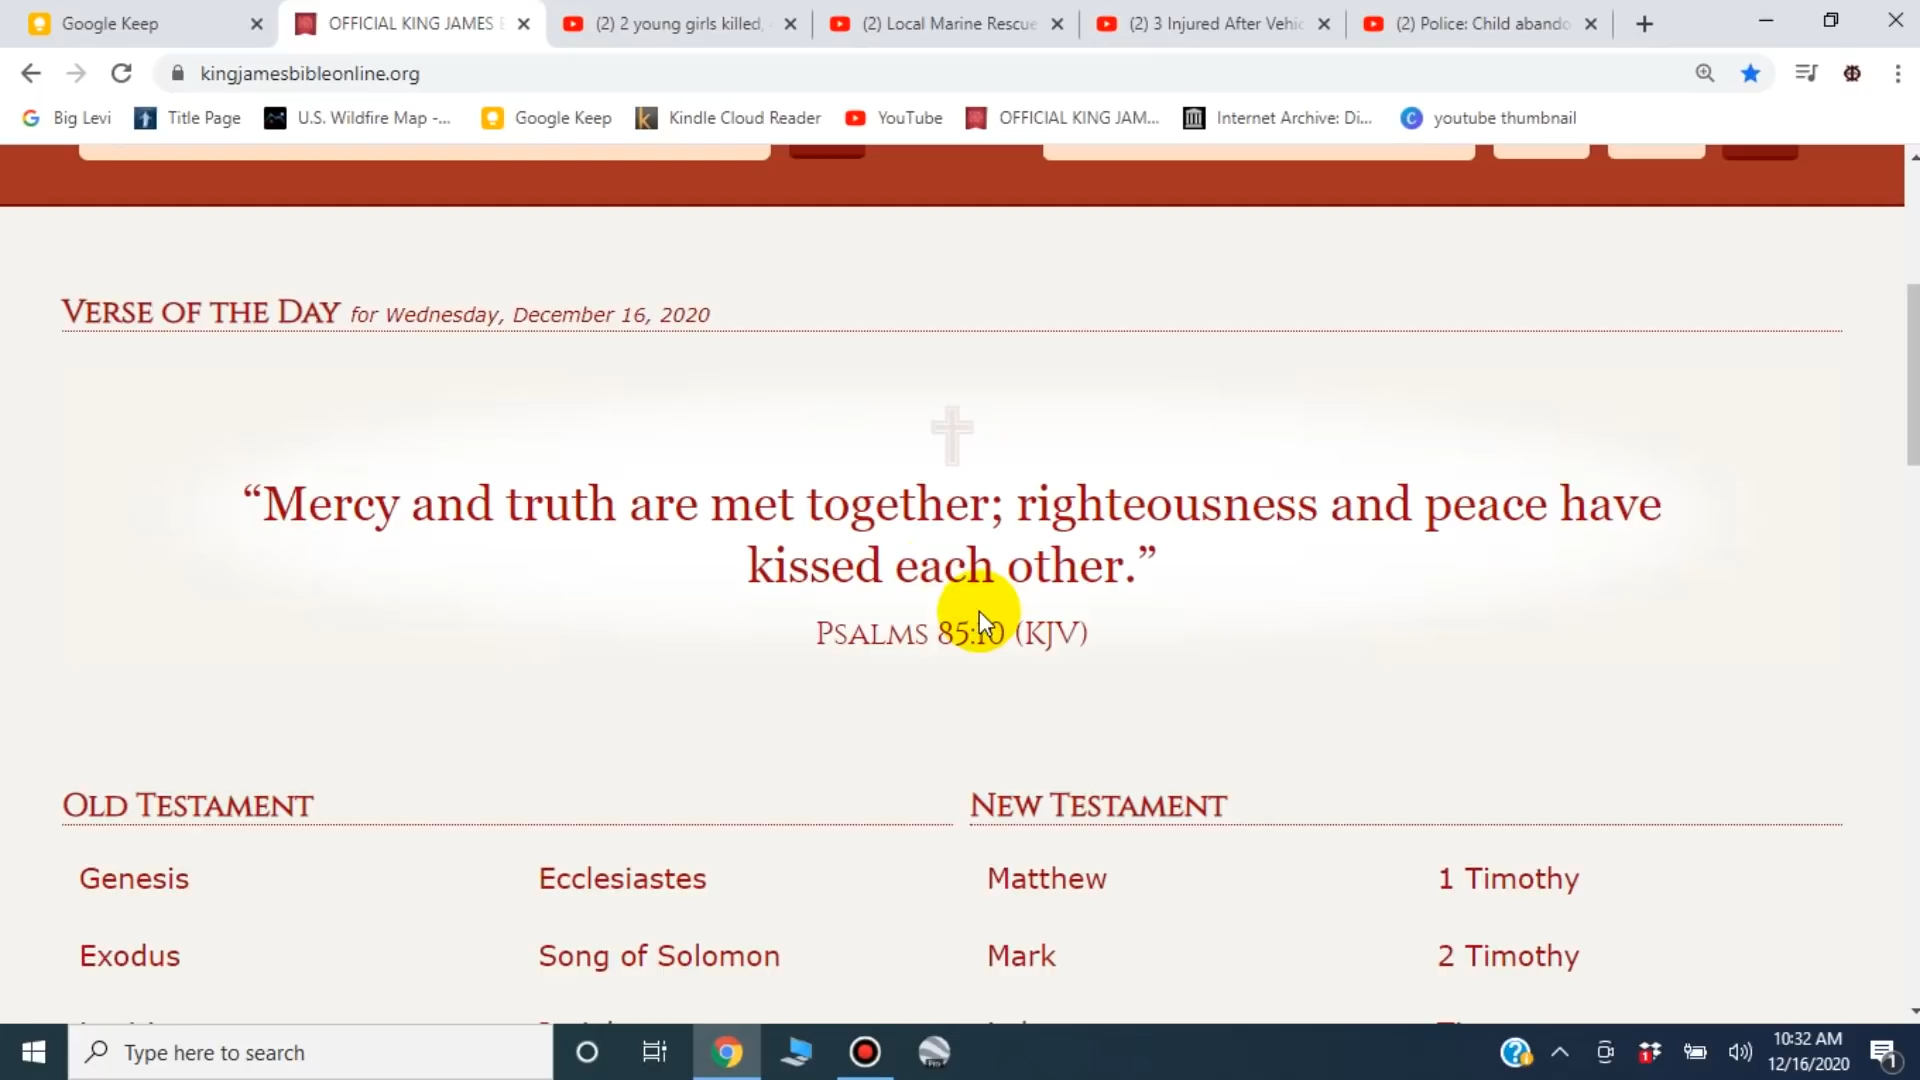 Google Keep
OFFICIAL KING JAMES
(2) 2 young girls killed,
(2) Local Marine Rescue
(2) 3 Injured After Vehic
(2) Police: Child abando
kingjamesbibleonline.org
Big Levi
Title Page
U.S. Wildfire Map -...
Google Keep
Kindle Cloud Reader
YouTube
OFFICIAL KING JAM...
Internet Archive: Di...
youtube thumbnail
VERSE OF THE DAY for Wednesday, December 16, 2020
“Mercy and truth are met together; righteousness and peace have
kissed each other.”
PSALMS 85:10 (KJV)
OLD TESTAMENT
NEW TESTAMENT
Genesis
Ecclesiastes
Matthew
1 Timothy
Exodus
Song of Solomon
Mark
2 Timothy
Type here to search
10:32 AM
12/16/2020